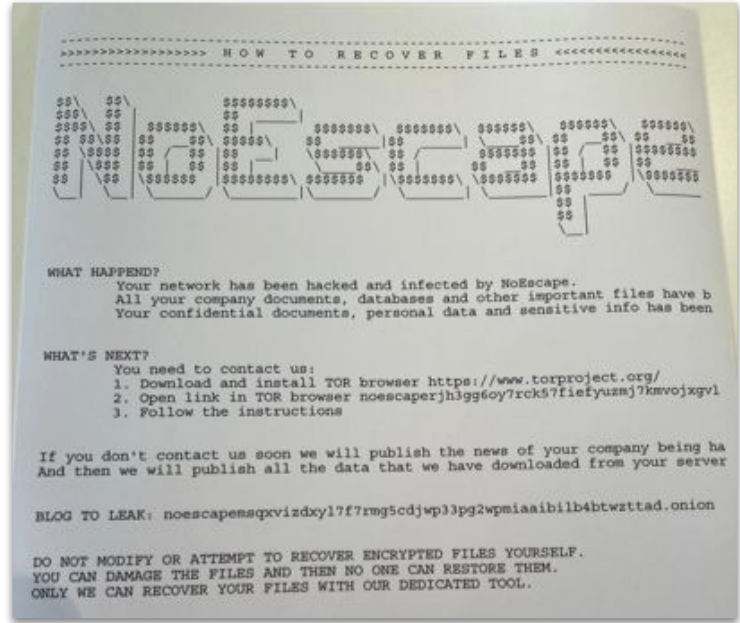 >>>>>>>>>>>>>>>>>> HOW TO RECOVER FILES <<<<<<<<<<<<<<<<<<
NoEscape
WHAT HAPPEND?
Your network has been hacked and infected by NoEscape.
All your company documents, databases and other important files have b
Your confidential documents, personal data and sensitive info has been
WHAT'S NEXT?
You need to contact us:
1. Download and install TOR browser https://www.torproject.org/
2. Open link in TOR browser noescaperjh3gg6oy7rck57fiefyuzmj7kmvojxgvl
3. Follow the instructions
If you don't contact us soon we will publish the news of your company being ha
And then we will publish all the data that we have downloaded from your server
BLOG TO LEAK: noescapemsqxvizdxyl7f7rmg5cdjwp33pg2wpmiaaibilb4btwzttad.onion
DO NOT MODIFY OR ATTEMPT TO RECOVER ENCRYPTED FILES YOURSELF.
YOU CAN DAMAGE THE FILES AND THEN NO ONE CAN RESTORE THEM.
ONLY WE CAN RECOVER YOUR FILES WITH OUR DEDICATED TOOL.